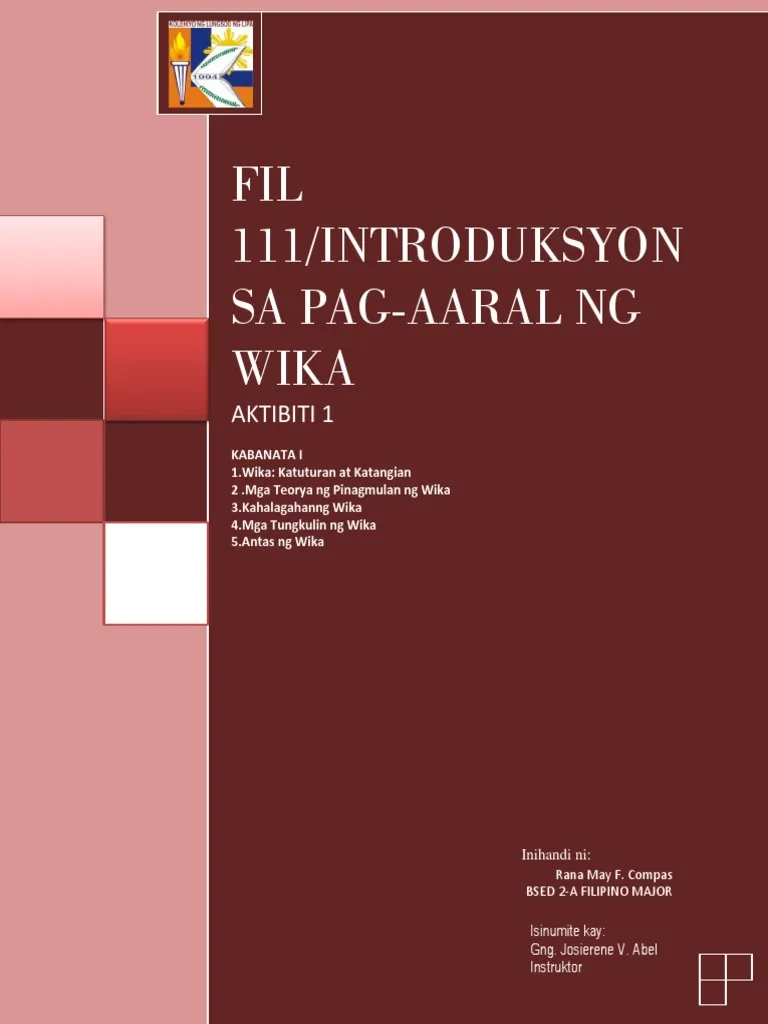 KOLEHIYO NG LUNGSOD NG LIPA
1994
FIL
111/INTRODUKSYON
SA PAG-AARAL NG
WIKA
AKTIBITI 1
KABANATA I
1.Wika: Katuturan at Katangian
2 .Mga Teorya ng Pinagmulan ng Wika
3.Kahalagahanng Wika
4.Mga Tungkulin ng Wika
5.Antas ng Wika
Inihandi ni:
Rana May F. Compas
BSED 2-A FILIPINO MAJOR
Isinumite kay:
Gng. Josierene V. Abel
Instruktor